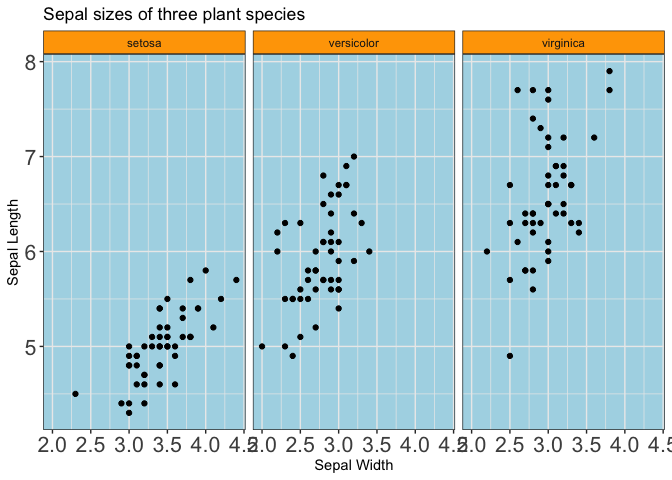 Sepal sizes of three plant species
setosa versicolor virginica
8
7
6
5
Sepal Length
2.0 2.5 3.0 3.5 4.0 4.5 2.0 2.5 3.0 3.5 4.0 4.5 2.0 2.5 3.0 3.5 4.0 4.5
Sepal Width